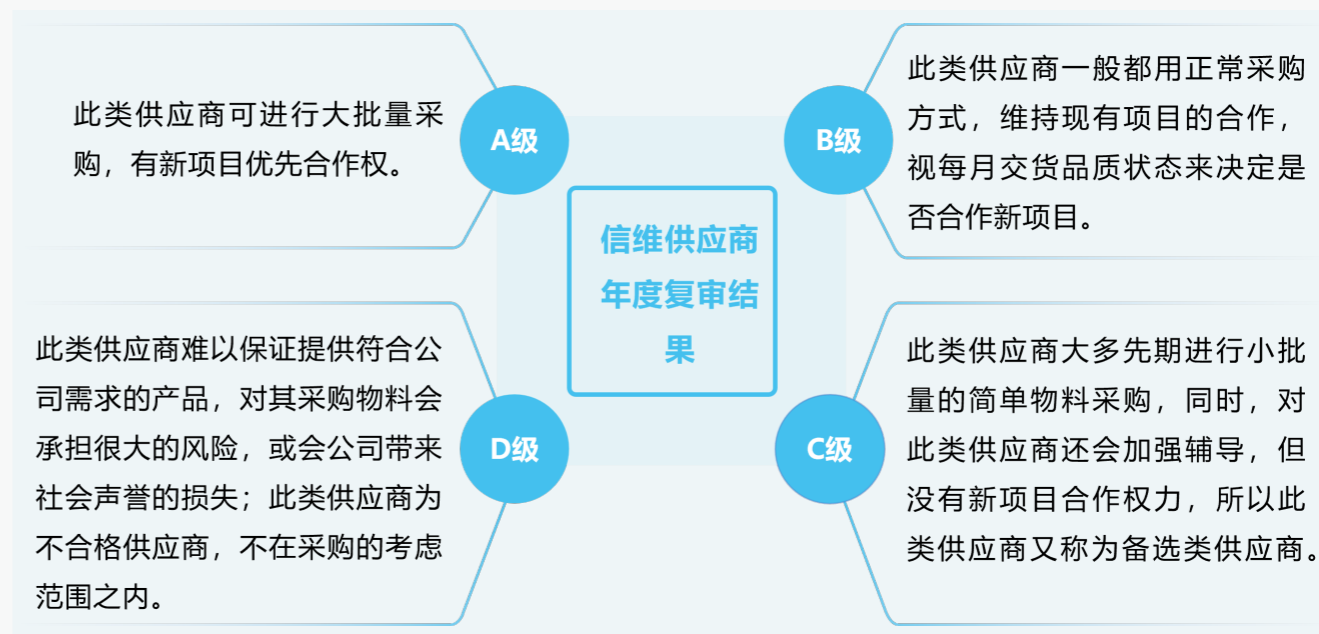 此类供应商可进行大批量采
购，有新项目优先合作权。
A级
B级
此类供应商一般都用正常采购
方式，维持现有项目的合作，
视每月交货品质状态来决定是
否合作新项目。
信维供应商
年度复审结
果
此类供应商难以保证提供符合公
司需求的产品，对其采购物料会
承担很大的风险，或会公司带来
社会声誉的损失；此类供应商为
不合格供应商，不在采购的考虑
范围之内。
D级
C级
此类供应商大多先期进行小批
量的简单物料采购，同时，对
此类供应商还会加强辅导，但
没有新项目合作权力，所以此
类供应商又称为备选类供应商。